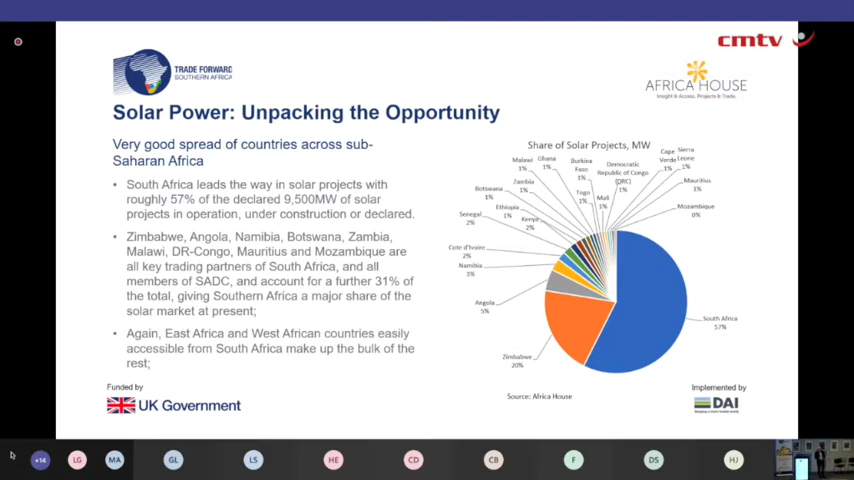 cmtv
TRADE FORWARD
SOUTHERN AFRICA
AFRICA HOUSE
Insight & Access, Projects & Trade.
Solar Power: Unpacking the Opportunity
Very good spread of countries across sub-
Saharan Africa
• South Africa leads the way in solar projects with
roughly 57% of the declared 9,500MW of solar
projects in operation, under construction or declared.
• Zimbabwe, Angola, Namibia, Botswana, Zambia,
Malawi, DR-Congo, Mauritius and Mozambique are
all key trading partners of South Africa, and all
members of SADC, and account for a further 31% of
the total, giving Southern Africa a major share of the
solar market at present;
• Again, East Africa and West African countries easily
accessible from South Africa make up the bulk of the
rest;
Share of Solar Projects, MW
Malawi
1%
Ghana
1%
Burkina
Faso
1%
Democratic
Republic of Congo
(DRC)
1%
Cape
Verde
1%
Sierra
Leone
1%
Mauritius
1%
Mozambique
0%
Zambia
1%
Togo
1%
Mali
1%
Botswana
1%
Ethiopia
1%
Kenya
2%
Senegal
2%
Cote d'Ivaire
2%
Namibia
3%
Angola
5%
Zimbabwe
20%
South Africa
57%
Source: Africa House
Funded by
UK Government
Implemented by
DAI
+14
LG
MA
GL
LS
HE
CD
CB
F
DS
HJ